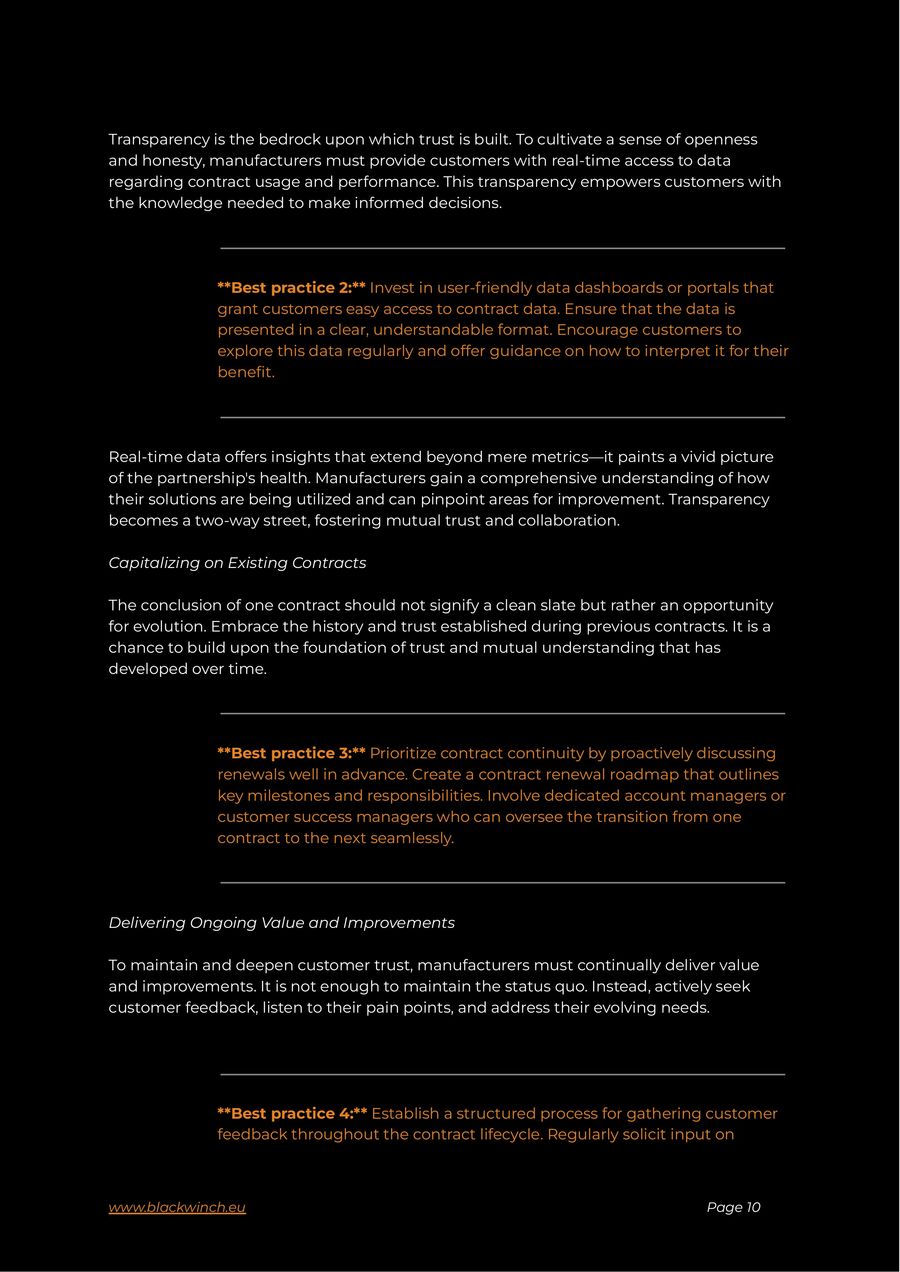 Transparency is the bedrock upon which trust is built. To cultivate a sense of openness
and honesty, manufacturers must provide customers with real-time access to data
regarding contract usage and performance. This transparency empowers customers with
the knowledge needed to make informed decisions.
**Best practice 2:** Invest in user-friendly data dashboards or portals that
grant customers easy access to contract data. Ensure that the data is
presented in a clear, understandable format. Encourage customers to
explore this data regularly and offer guidance on how to interpret it for their
benefit.
Real-time data offers insights that extend beyond mere metrics—it paints a vivid picture
of the partnership's health. Manufacturers gain a comprehensive understanding of how
their solutions are being utilized and can pinpoint areas for improvement. Transparency
becomes a two-way street, fostering mutual trust and collaboration.
Capitalizing on Existing Contracts
The conclusion of one contract should not signify a clean slate but rather an opportunity
for evolution. Embrace the history and trust established during previous contracts. It is a
chance to build upon the foundation of trust and mutual understanding that has
developed over time.
**Best practice 3:** Prioritize contract continuity by proactively discussing
renewals well in advance. Create a contract renewal roadmap that outlines
key milestones and responsibilities. Involve dedicated account managers or
customer success managers who can oversee the transition from one
contract to the next seamlessly.
Delivering Ongoing Value and Improvements
To maintain and deepen customer trust, manufacturers must continually deliver value
and improvements. It is not enough to maintain the status quo. Instead, actively seek
customer feedback, listen to their pain points, and address their evolving needs.
**Best practice 4:** Establish a structured process for gathering customer
feedback throughout the contract lifecycle. Regularly solicit input on
www.blackwinch.eu
Page 10